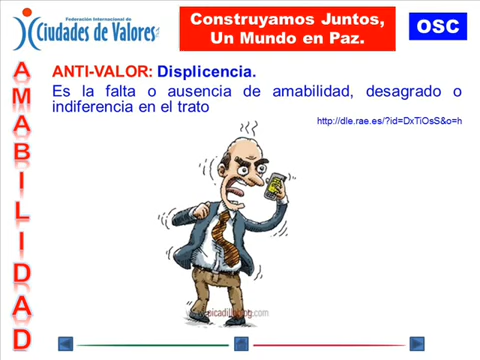 Federación Internacional de
Ciudades de Valores
Construyamos Juntos,
Un Mundo en Paz.
OSC
AMABILIDAD
ANTI-VALOR: Displicencia.
Es la falta o ausencia de amabilidad, desagrado o
indiferencia en el trato
http://dle.rae.es/?id=DxTiOsS&o=h